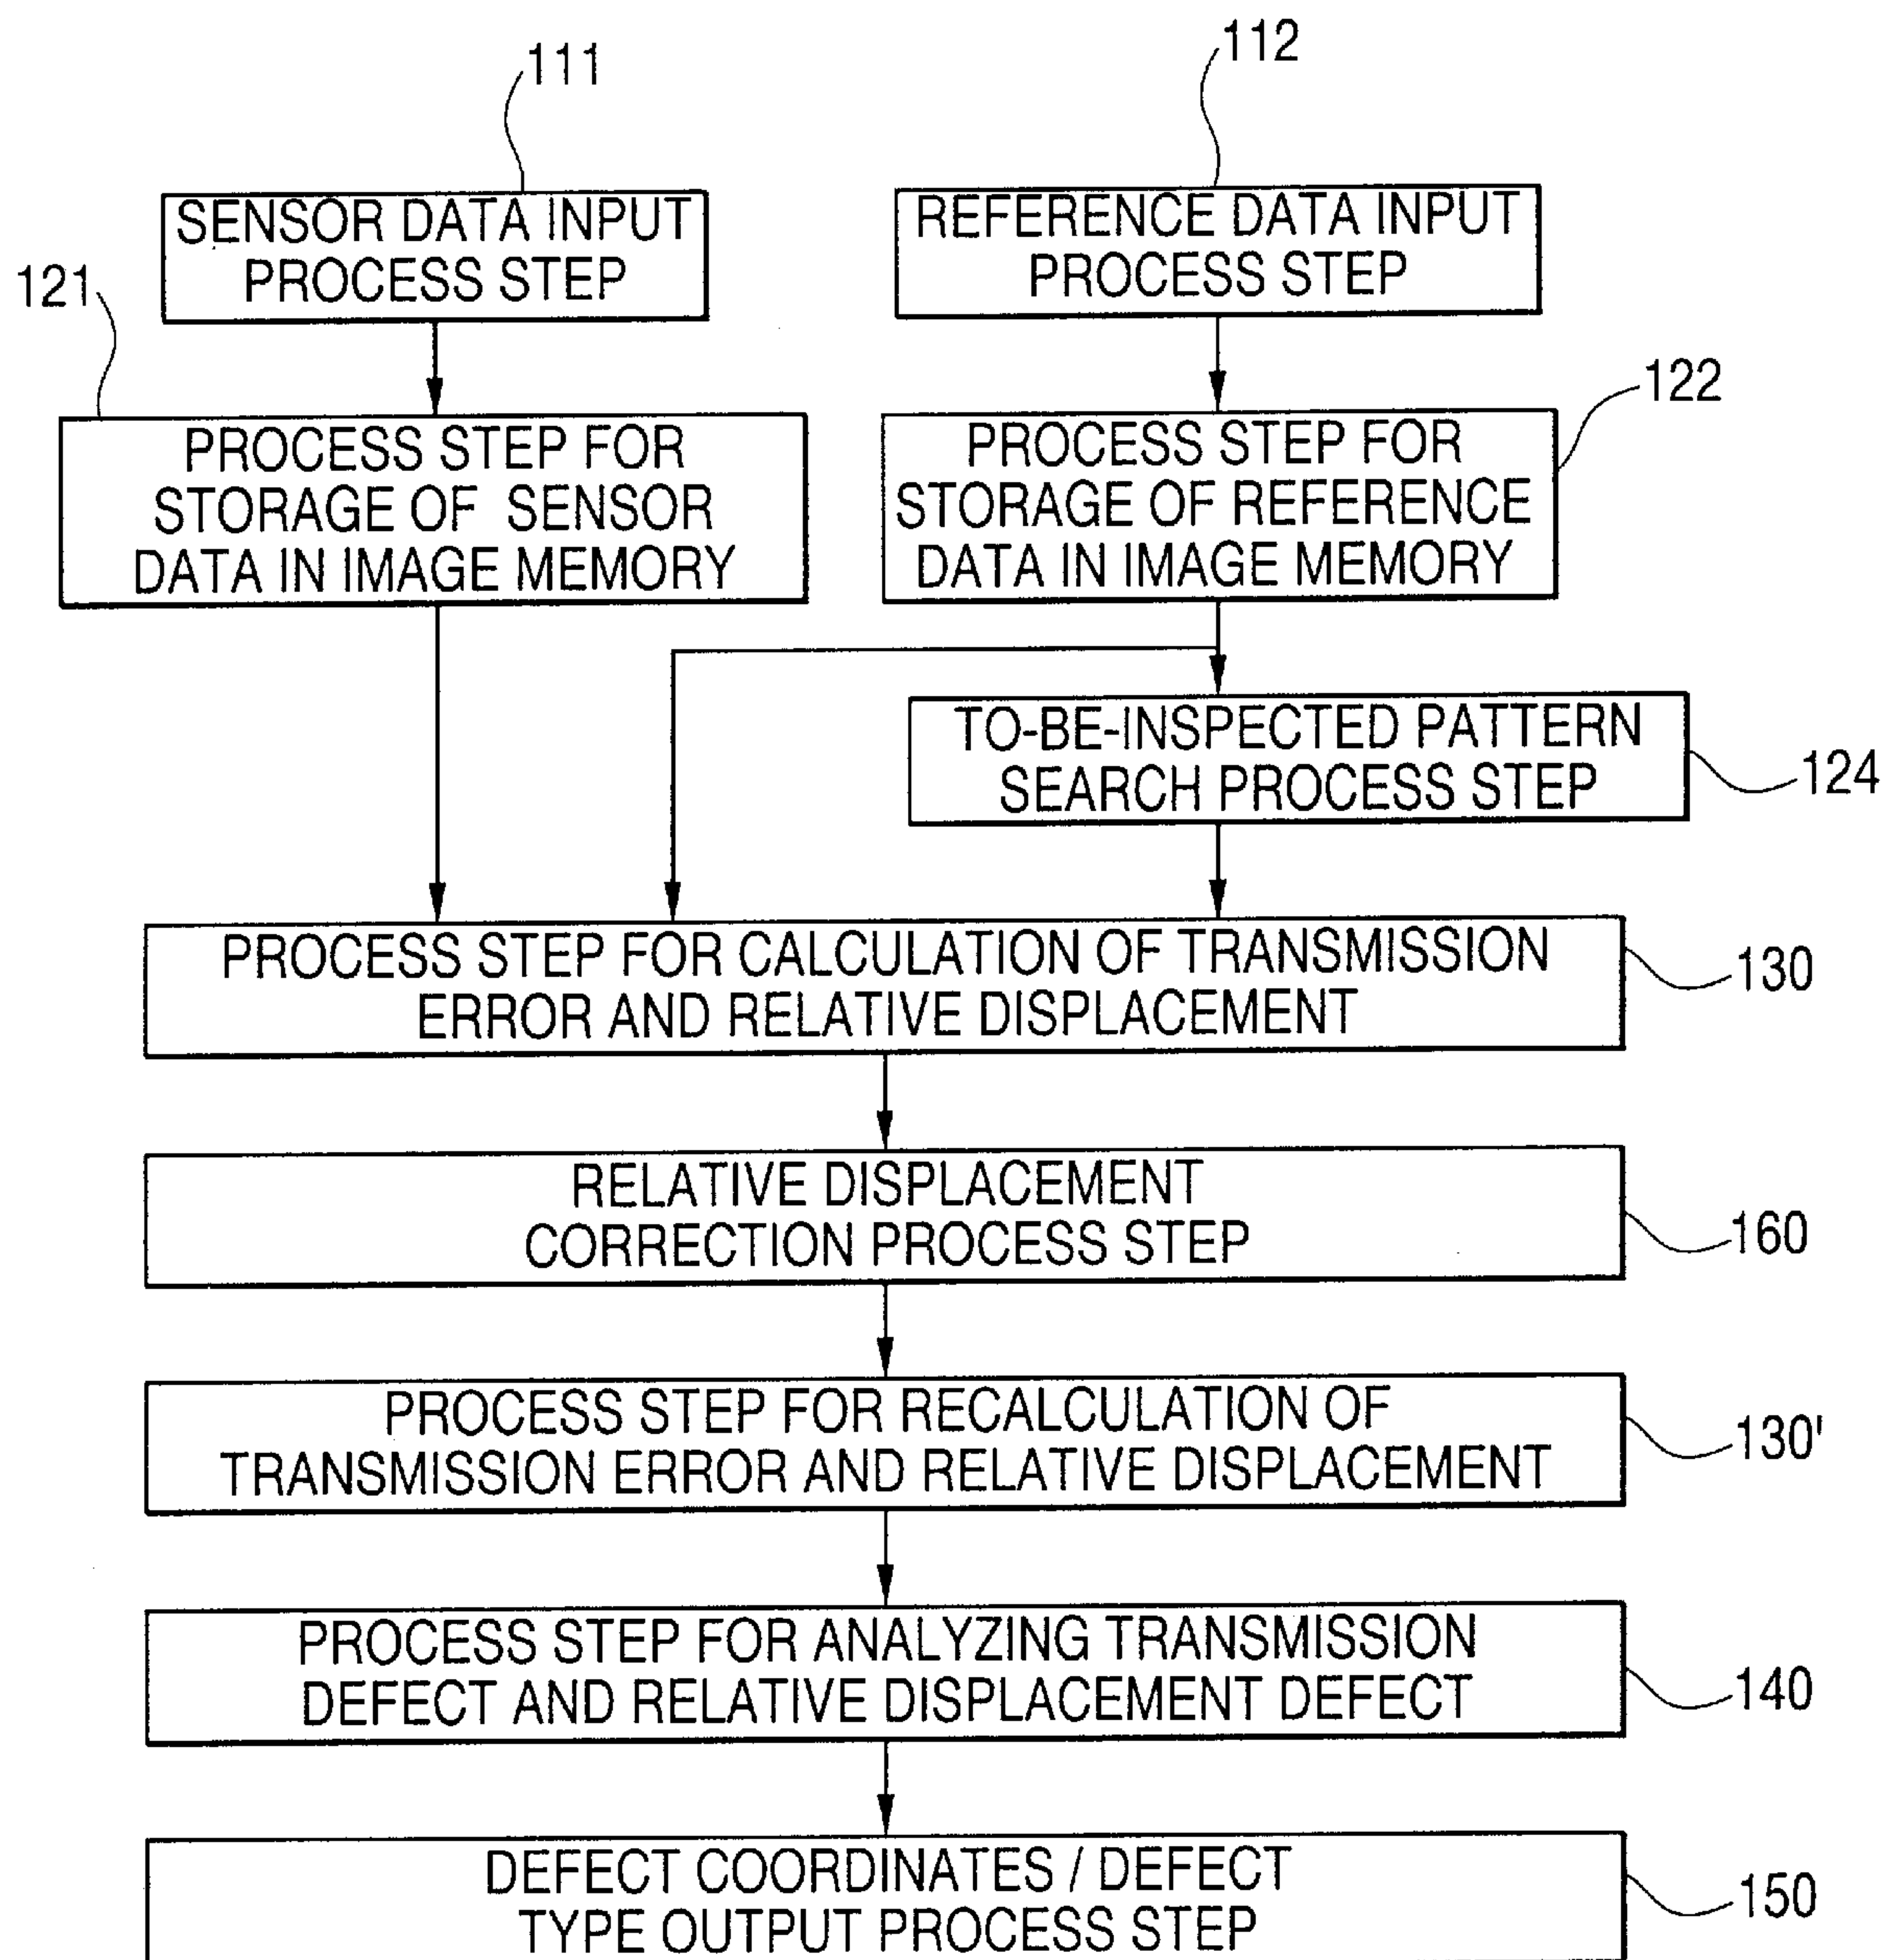 111
112
SENSOR DATA INPUT
PROCESS STEP
REFERENCE DATA INPUT
PROCESS STEP
121
122
PROCESS STEP FOR
STORAGE OF SENSOR
DATA IN IMAGE MEMORY
PROCESS STEP FOR
STORAGE OF REFERENCE
DATA IN IMAGE MEMORY
TO-BE-INSPECTED PATTERN
SEARCH PROCESS STEP
124
PROCESS STEP FOR CALCULATION OF TRANSMISSION
ERROR AND RELATIVE DISPLACEMENT
130
RELATIVE DISPLACEMENT
CORRECTION PROCESS STEP
160
PROCESS STEP FOR RECALCULATION OF
TRANSMISSION ERROR AND RELATIVE DISPLACEMENT
130'
PROCESS STEP FOR ANALYZING TRANSMISSION
DEFECT AND RELATIVE DISPLACEMENT DEFECT
140
DEFECT COORDINATES / DEFECT
TYPE OUTPUT PROCESS STEP
150